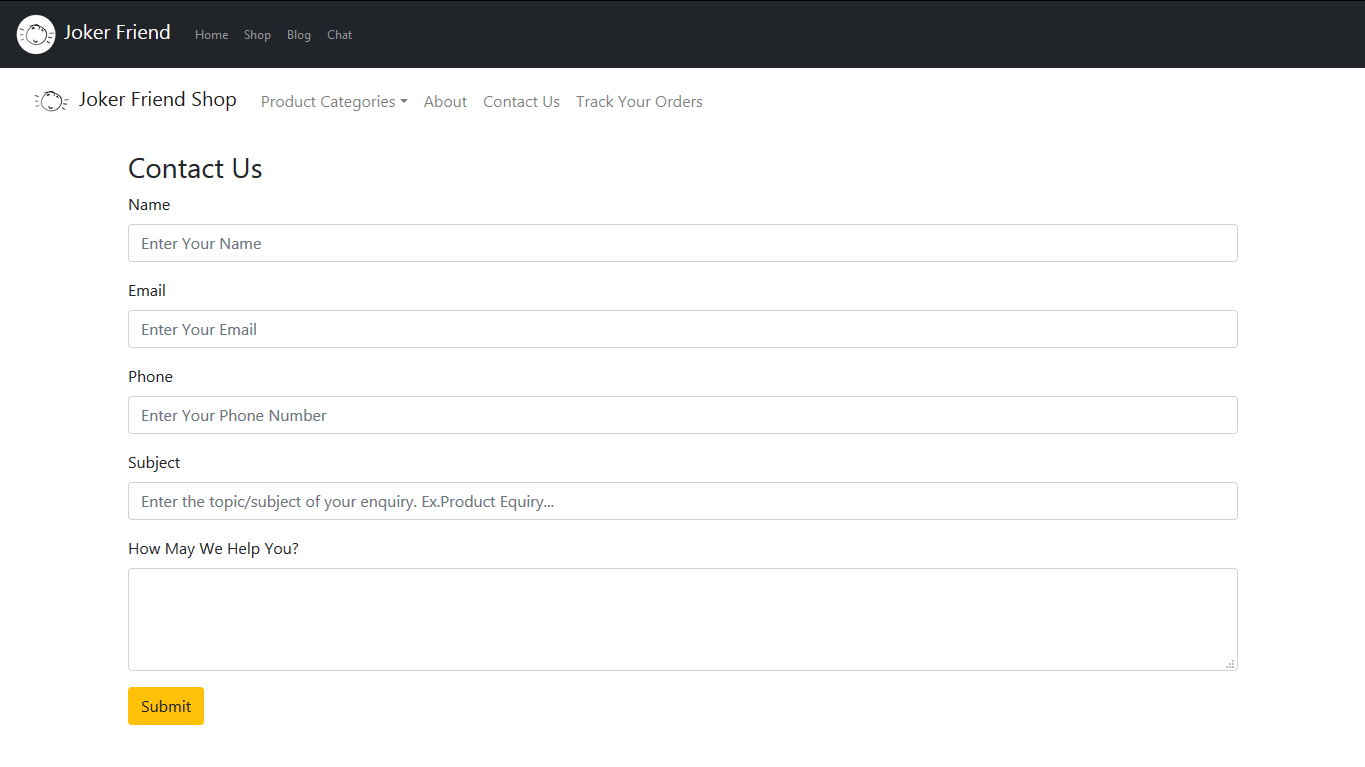 Joker Friend Home Shop Blog Chat
Joker Friend Shop Product Categories About Contact Us Track Your Orders
Contact Us
Name
Enter Your Name
Email
Enter Your Email
Phone
Enter Your Phone Number
Subject
Enter the topic/subject of your enquiry. Ex.Product Equiry...
How May We Help You?
Submit